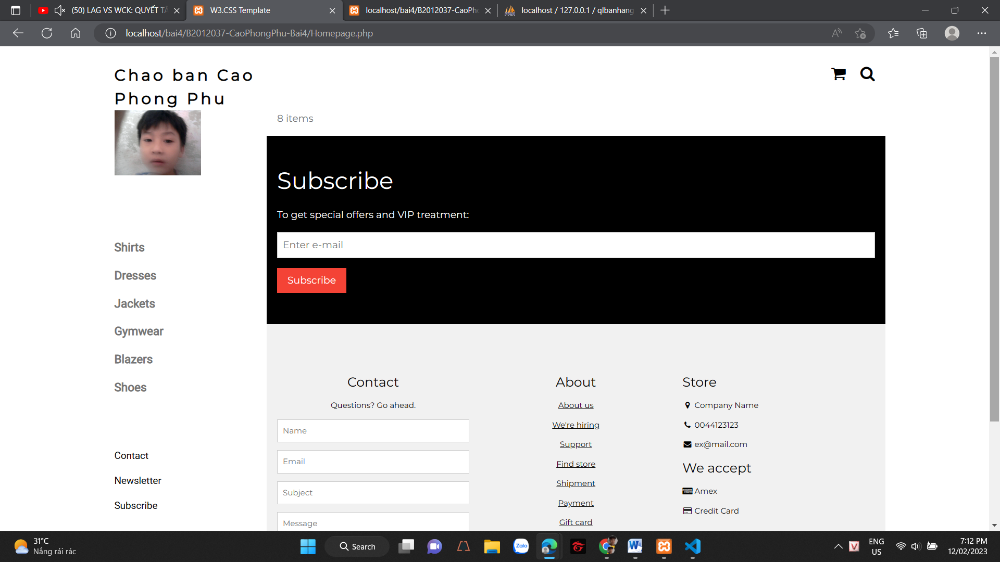 (50) LAG VS WCK: QUYẾT TÂ
W3.CSS Template
localhost/bai4/B2012037-CaoPh
localhost / 127.0.0.1 / qlbanhang
localhost/bai4/B2012037-CaoPhongPhu-Bai4/Homepage.php
Chao ban Cao
Phong Phu
8 items
Subscribe
To get special offers and VIP treatment:
Enter e-mail
Subscribe
Shirts
Dresses
Jackets
Gymwear
Blazers
Shoes
Contact
Newsletter
Subscribe
Contact
Questions? Go ahead.
Name
Email
Subject
Message
About
About us
We're hiring
Support
Find store
Shipment
Payment
Gift card
Store
Company Name
0044123123
ex@mail.com
We accept
Amex
Credit Card
31°C
Nắng rải rác
Search
Zalo
ENG
US
7:12 PM
12/02/2023